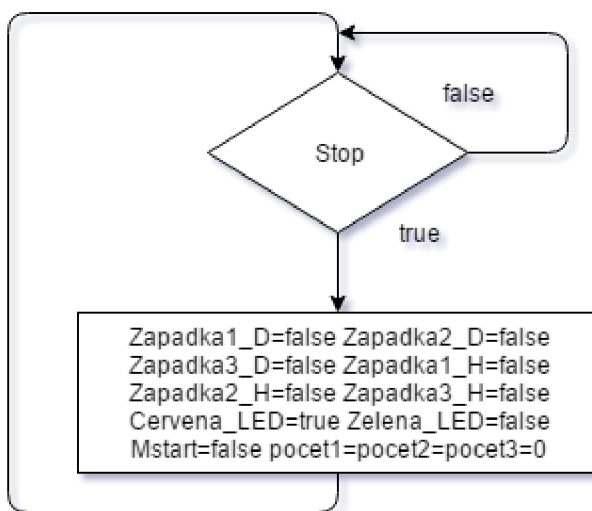 false
Stop
true
Zapadka1_D=false Zapadka2_D=false
Zapadka3_D=false Zapadka1_H=false
Zapadka2_H=false Zapadka3_H=false
Cervena_LED=true Zelena_LED=false
Mstart=false pocet1=pocet2=pocet3=0